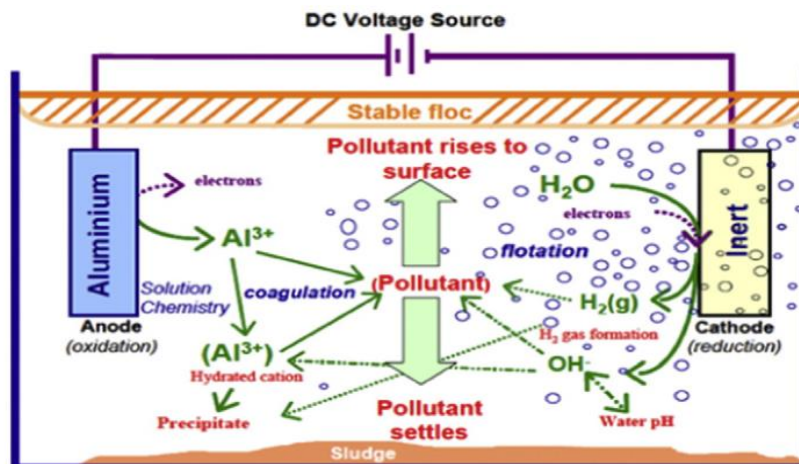 DC Voltage Source
Stable floc
Pollutant rises to
surface
Aluminium
electrons
H₂O
electrons
Inert
Al³⁺
flotation
Solution
Chemistry
coagulation
(Pollutant)
H₂(g)
Anode
(oxidation)
Cathode
(reduction)
H₂ gas formation
(Al³⁺)
Hydrated cation
OH⁻
Precipitate
Pollutant
settles
Water pH
Sludge